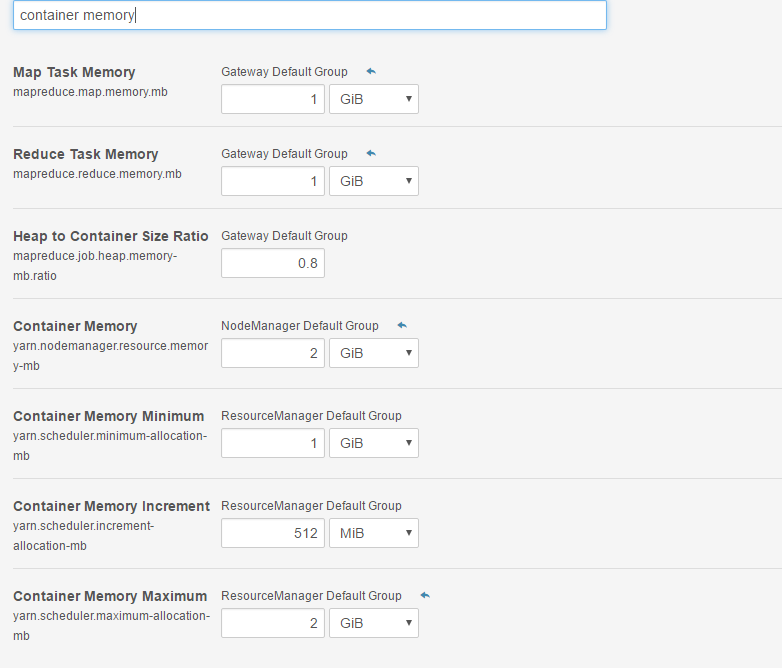 container memory
Map Task Memory Gateway Default Group
mapreduce.map.memory.mb
1 GiB
Reduce Task Memory Gateway Default Group
mapreduce.reduce.memory.mb
1 GiB
Heap to Container Size Ratio Gateway Default Group
mapreduce.job.heap.memory-
mb.ratio
0.8
Container Memory NodeManager Default Group
yarn.nodemanager.resource.memor
y-mb
2 GiB
Container Memory Minimum ResourceManager Default Group
yarn.scheduler.minimum-allocation-
mb
1 GiB
Container Memory Increment ResourceManager Default Group
yarn.scheduler.increment-
allocation-mb
512 MiB
Container Memory Maximum ResourceManager Default Group
yarn.scheduler.maximum-allocation-
mb
2 GiB